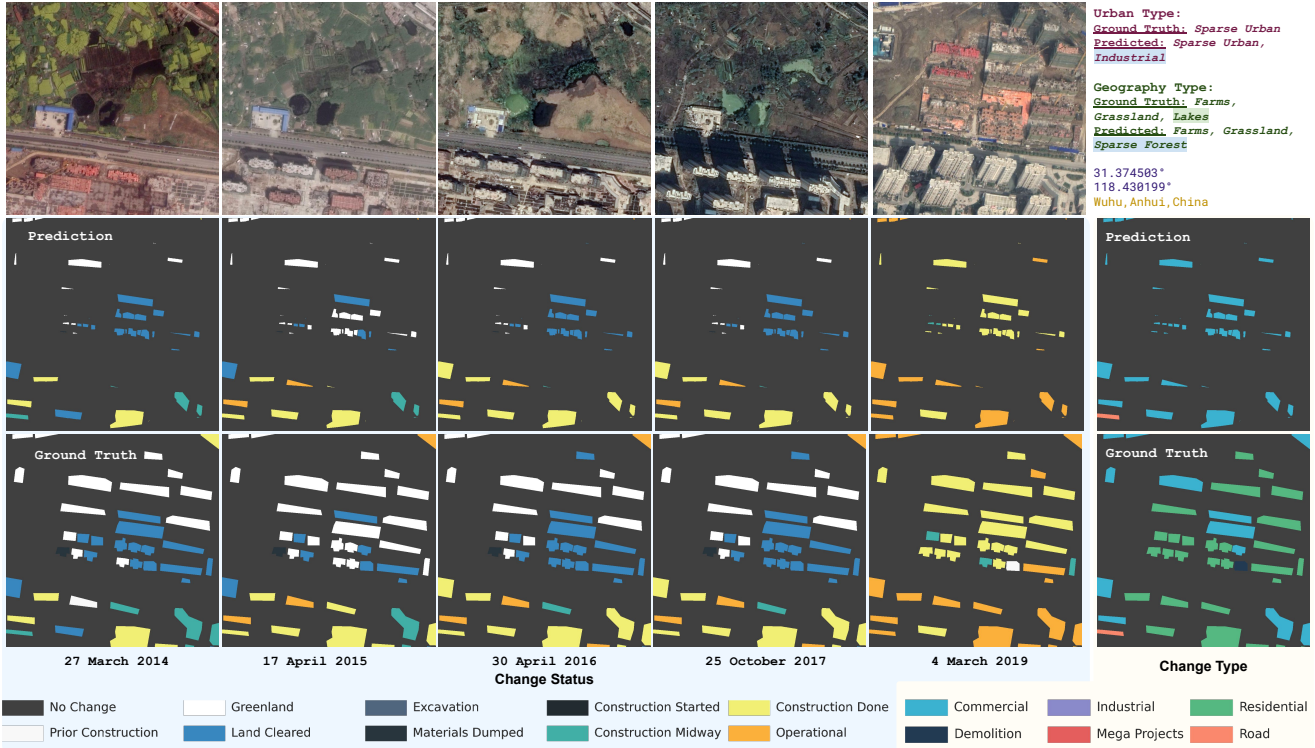 Urban Type:
Ground Truth: Sparse Urban
Predicted: Sparse Urban,
Industrial
Geography Type:
Ground Truth: Farms,
Grassland, Lakes
Predicted: Farms, Grassland,
Sparse Forest
31.374503°
118.430199°
Wuhu,Anhui,China
Prediction
Prediction
Ground Truth
Ground Truth
27 March 2014
17 April 2015
30 April 2016
25 October 2017
4 March 2019
Change Type
Change Status
No Change
Greenland
Excavation
Construction Started
Construction Done
Commercial
Industrial
Residential
Prior Construction
Land Cleared
Materials Dumped
Construction Midway
Operational
Demolition
Mega Projects
Road